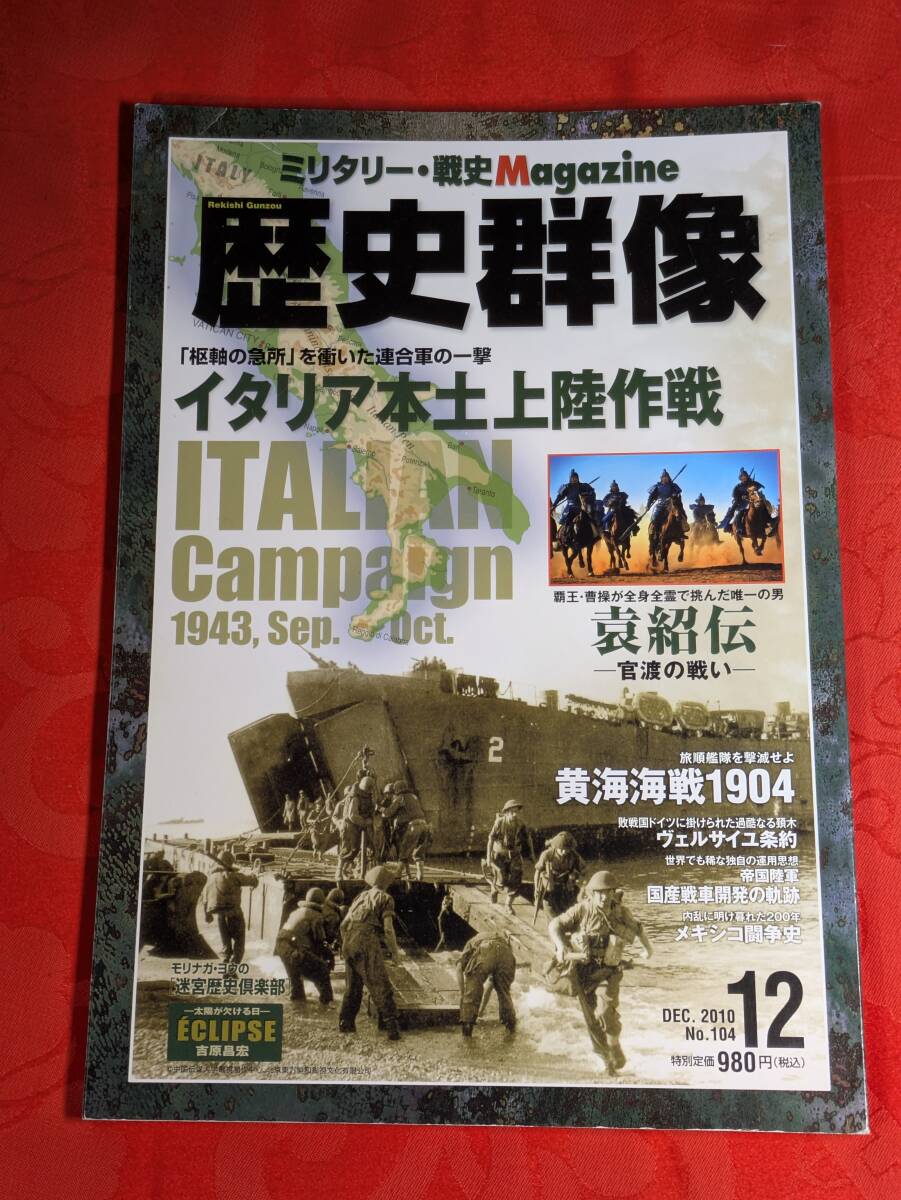 ITALY
ミリタリー・戦史Magazine
Rekishi Gunzou
歴史群像
VATICAN CITY
「枢軸の急所」を衝いた連合軍の一撃
イタリア本土上陸作戦
Salerno
Potenza
Taranto
ITALIAN
Campaign
1943, Sep. Oct.
Reggio di Calabria
覇王・曹操が全身全霊で挑んだ唯一の男
袁紹伝
―官渡の戦い―
2
旅順艦隊を撃滅せよ
黄海海戦1904
敗戦国ドイツに掛けられた過酷なる頚木
ヴェルサイユ条約
世界でも稀な独自の運用思想
帝国陸軍
国産戦車開発の軌跡
内乱に明け暮れた200年
メキシコ闘争史
モリナガ・ヨウの
「迷宮歴史倶楽部」
―太陽が欠ける日―
ÉCLIPSE
吉原昌宏
DEC. 2010
No.104
12
特別定価980円(税込)